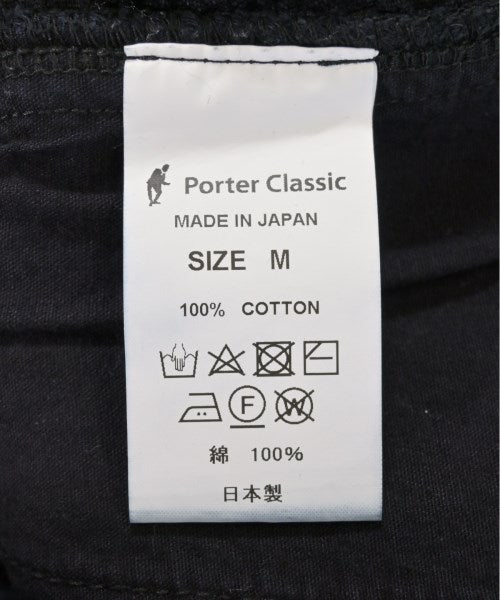 Porter Classic
MADE IN JAPAN
SIZE M
100% COTTON
F W
綿 100%
日本製